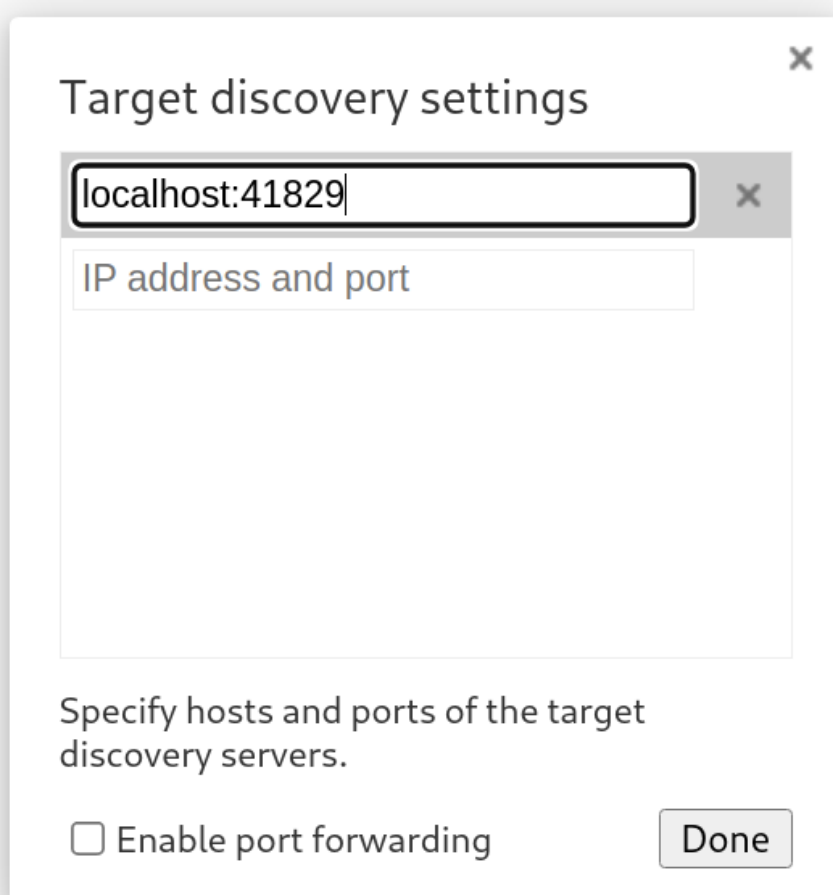 Target discovery settings
localhost:41829
IP address and port
Specify hosts and ports of the target
discovery servers.
Enable port forwarding
Done